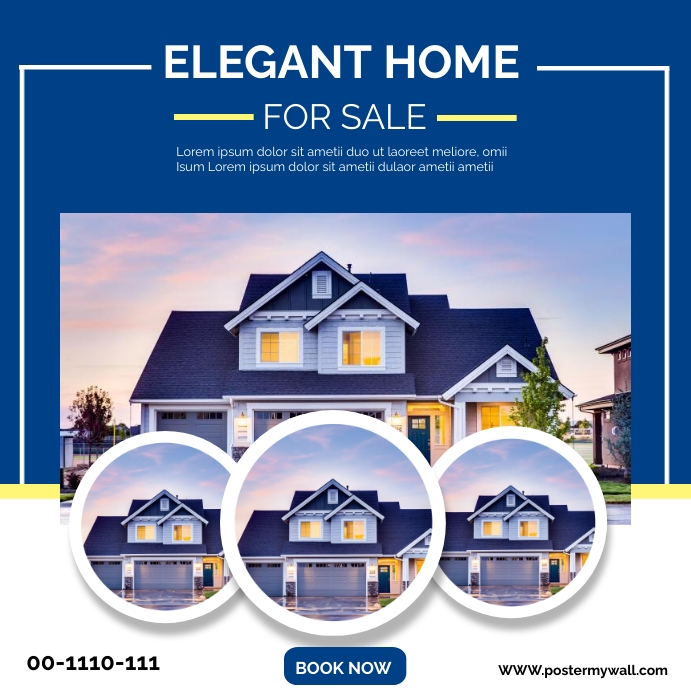 ELEGANT HOME
FOR SALE
Lorem ipsum dolor sit ametii duo ut laoreet meliore, omii
Isum Lorem ipsum dolor sit ametii dulaor ametii ametii
00-1110-111
BOOK NOW
WWW.postermywall.com